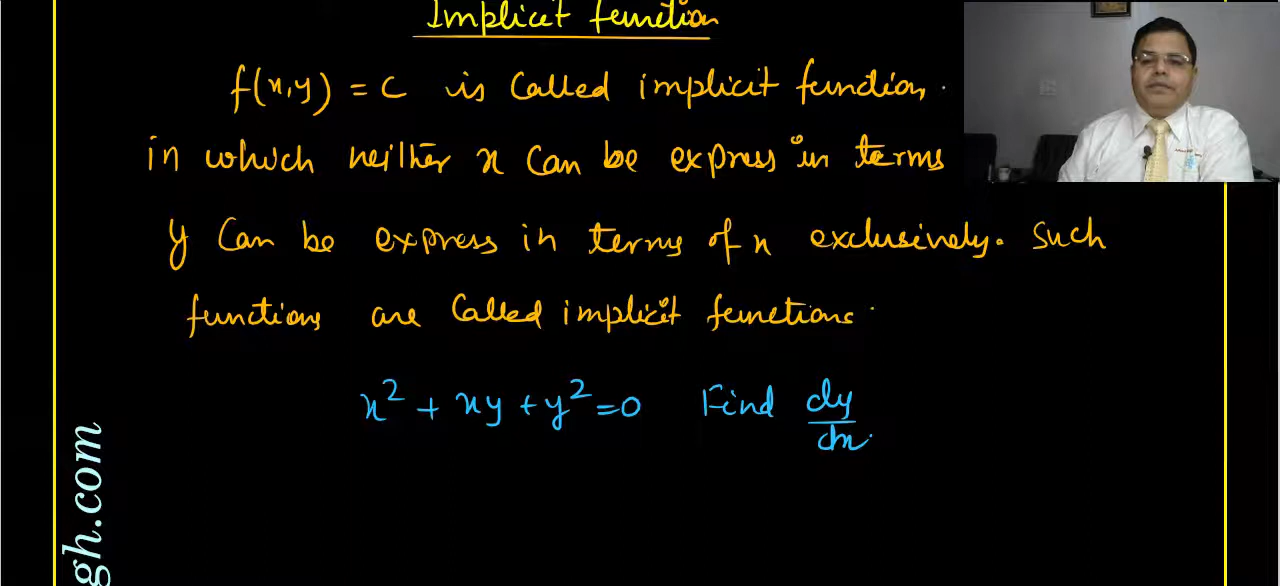 Implicit function
f(x,y) = c is called implicit function.
in which neither x can be express in terms
y can be express in terms of x exclusively. Such
functions are called implicit functions.
x² + xy + y² = 0 Find dy/dx
gh.com